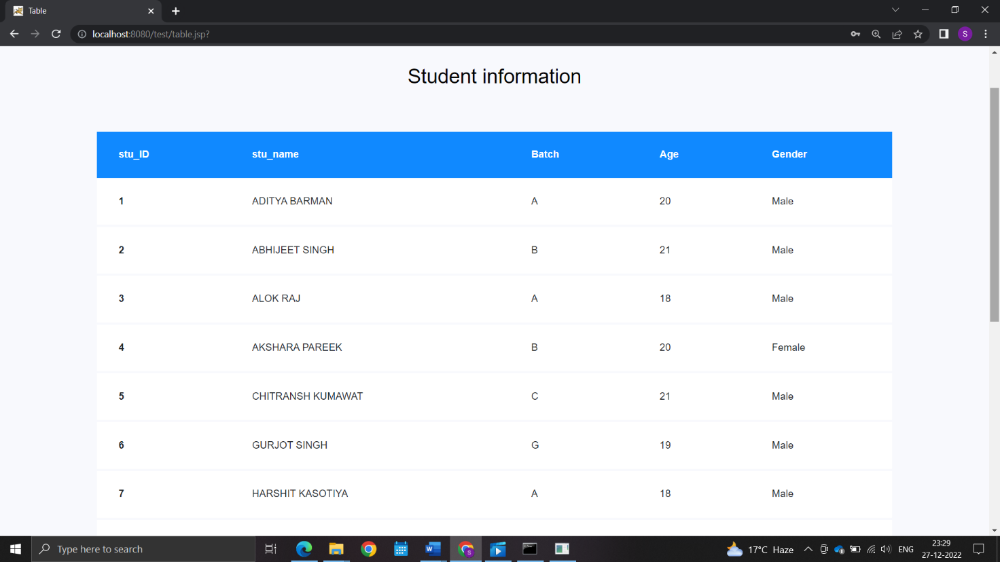 Table
localhost:8080/test/table.jsp?
S
Student information
stu_ID stu_name Batch Age Gender
1 ADITYA BARMAN A 20 Male
2 ABHIJEET SINGH B 21 Male
3 ALOK RAJ A 18 Male
4 AKSHARA PAREEK B 20 Female
5 CHITRANSH KUMAWAT C 21 Male
6 GURJOT SINGH G 19 Male
7 HARSHIT KASOTIYA A 18 Male
Type here to search
17°C Haze
ENG
23:29
27-12-2022